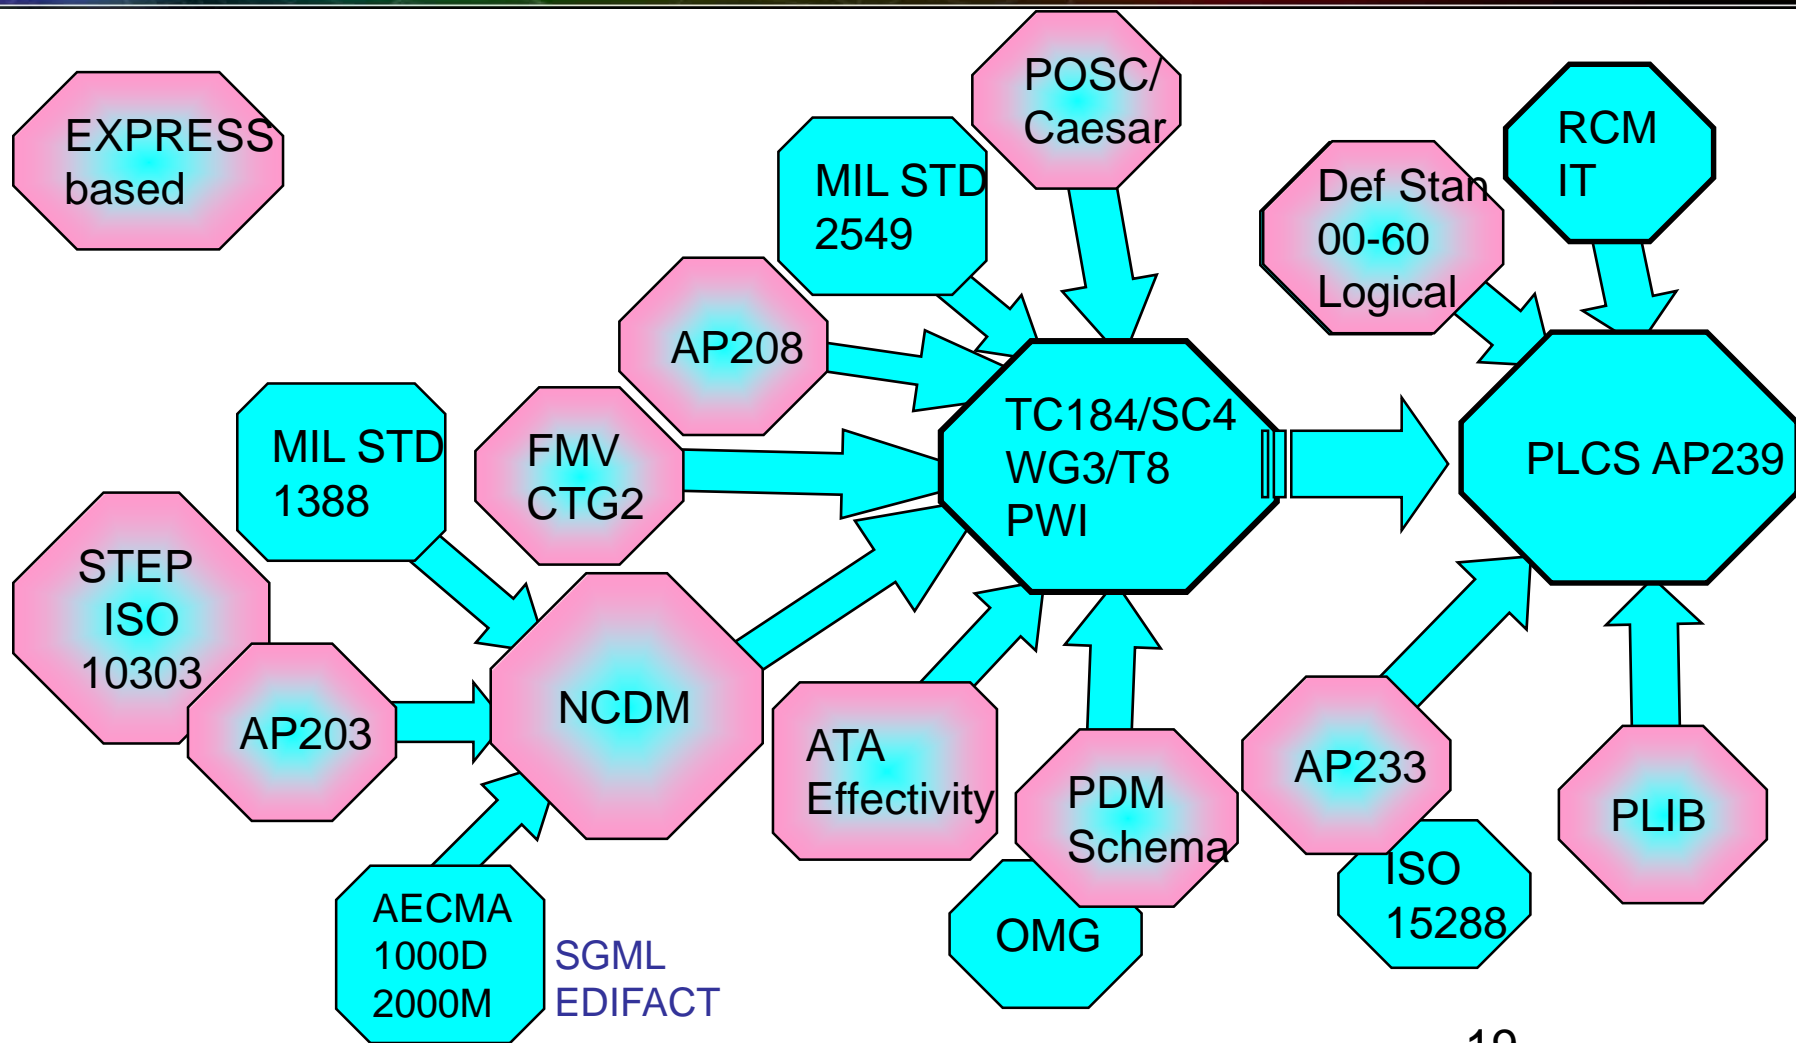 EXPRESS
based
POSC/
Caesar
MIL STD
2549
RCM
IT
Def Stan
00-60
Logical
AP208
MIL STD
1388
FMV
CTG2
TC184/SC4
WG3/T8
PWI
PLCS AP239
STEP
ISO
10303
AP203
NCDM
ATA
Effectivity
PDM
Schema
OMG
AP233
ISO
15288
PLIB
AECMA
1000D
2000M
SGML
EDIFACT